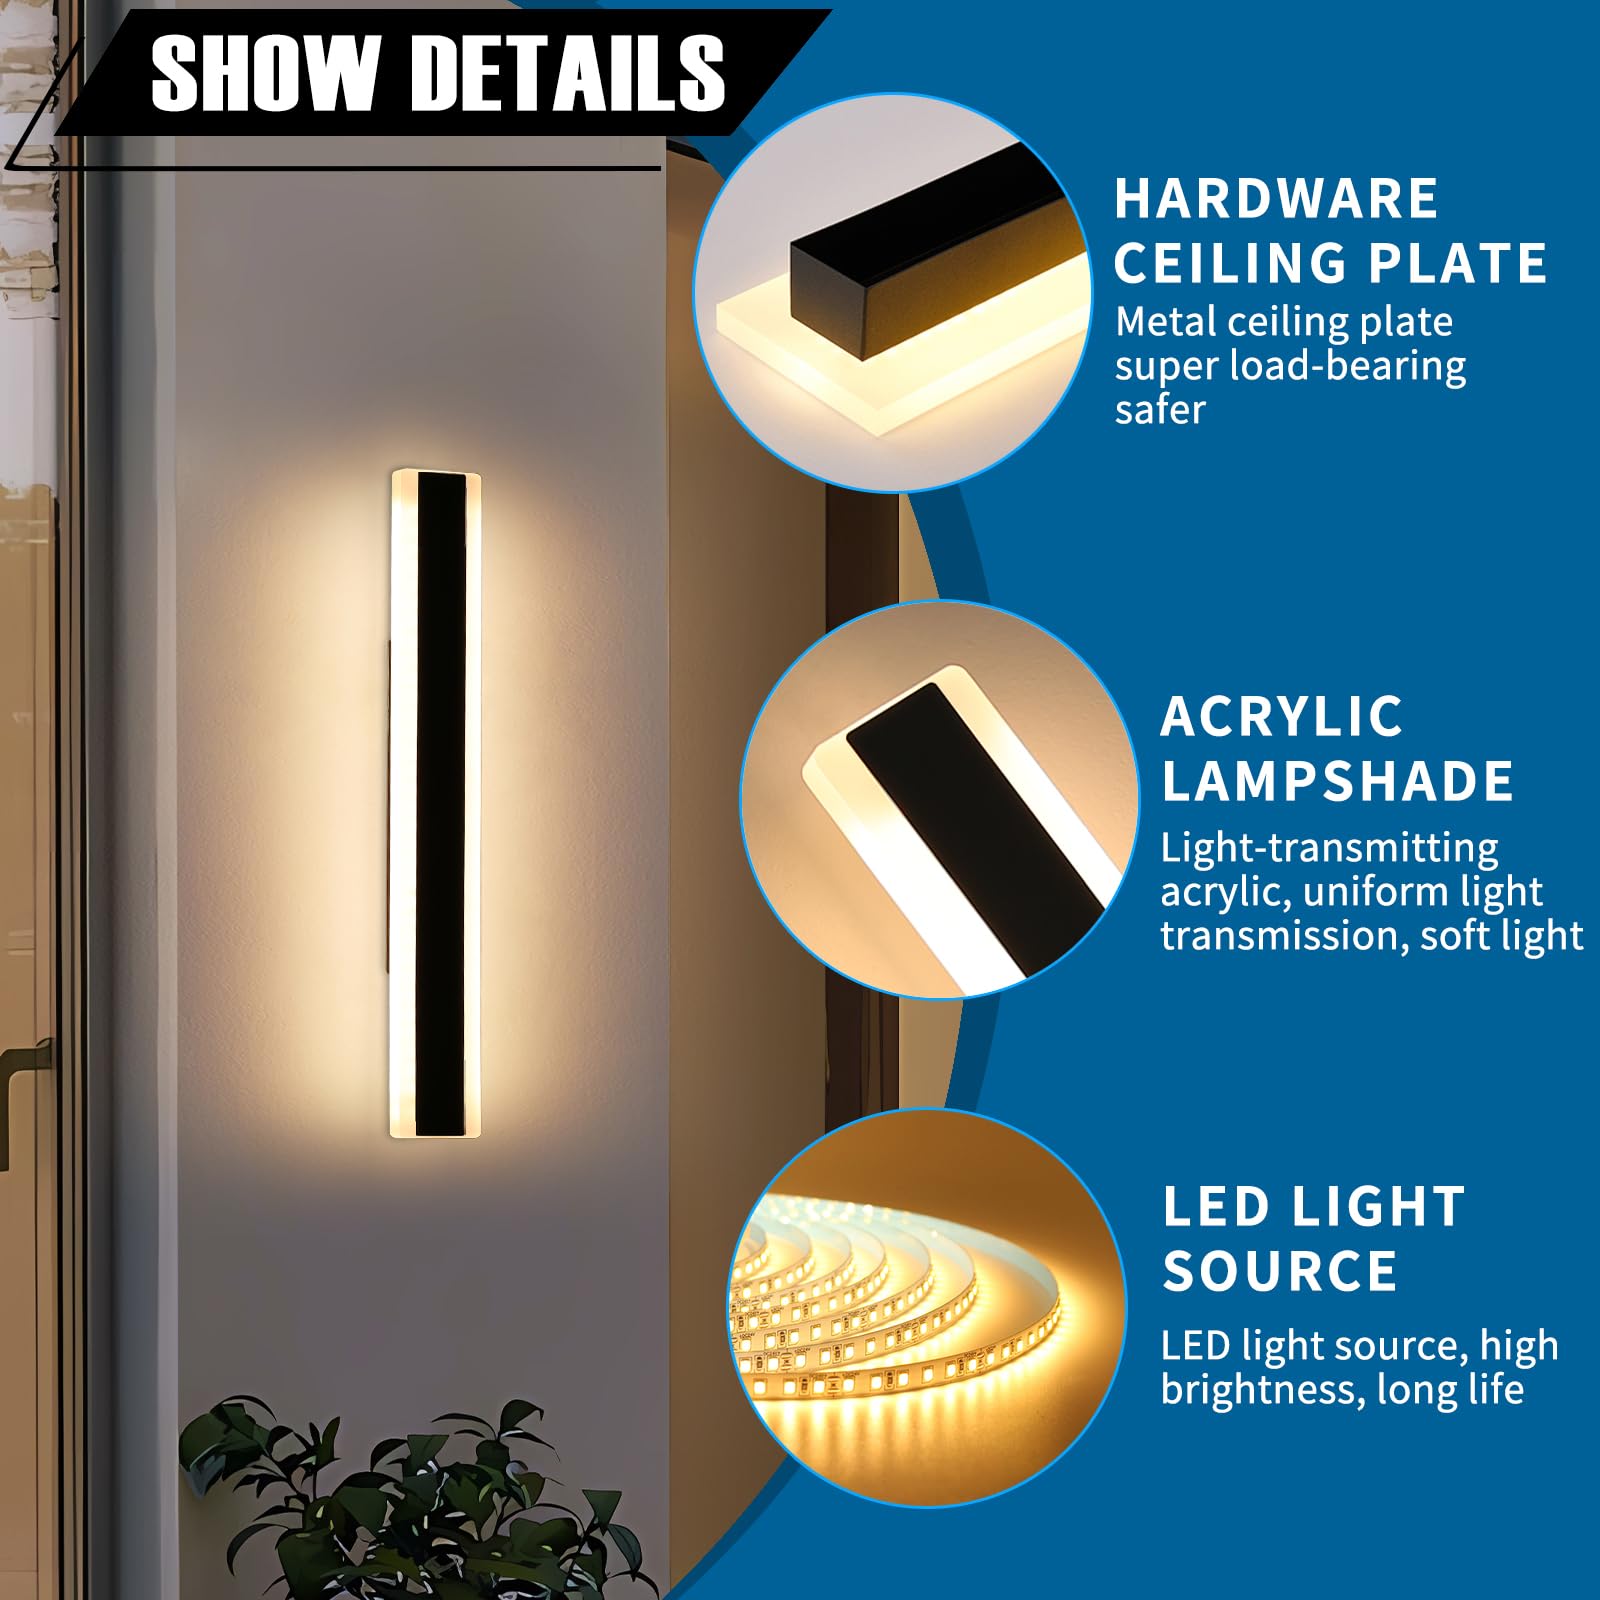 SHOW DETAILS
HARDWARE
CEILING PLATE
Metal ceiling plate
super load-bearing
safer
ACRYLIC
LAMPSHADE
Light-transmitting
acrylic, uniform light
transmission, soft light
LED LIGHT
SOURCE
LED light source, high
brightness, long life